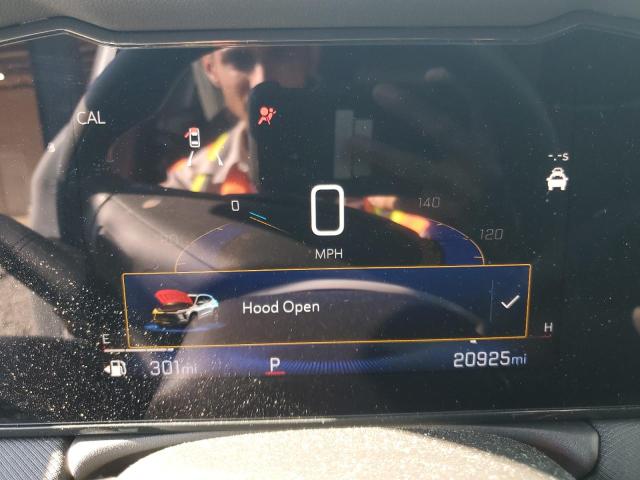 CAL
-.-s
0
0
140
120
MPH
Hood Open
E
H
301mi
P
20925mi